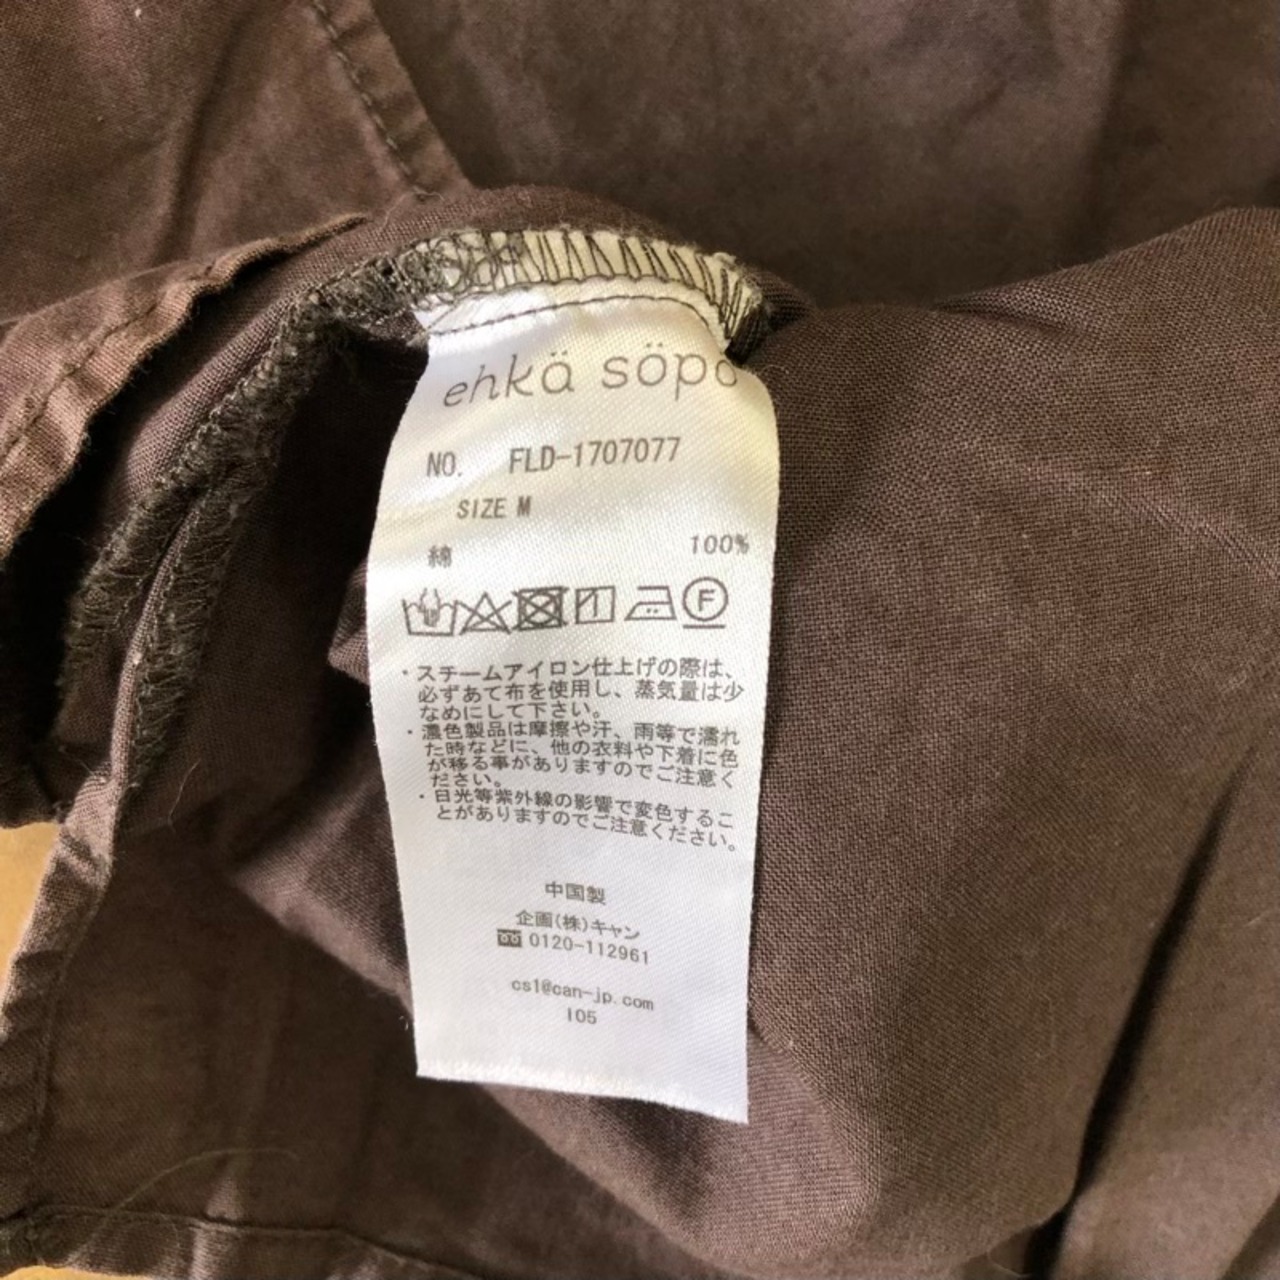 ehkä söpö
NO. FLD-1707077
SIZE M
綿 100%
F
・スチームアイロン仕上げの際は、
必ずあて布を使用し、蒸気量は少
なめにして下さい。
・濃色製品は摩擦や汗、雨等で濡れ
た時などに、他の衣料や下着に色
が移る事がありますのでご注意く
ださい。
・日光等紫外線の影響で変色するこ
とがありますのでご注意ください。
中国製
企画(株)キャン
0120-112961
cs1@can-jp.com
I05